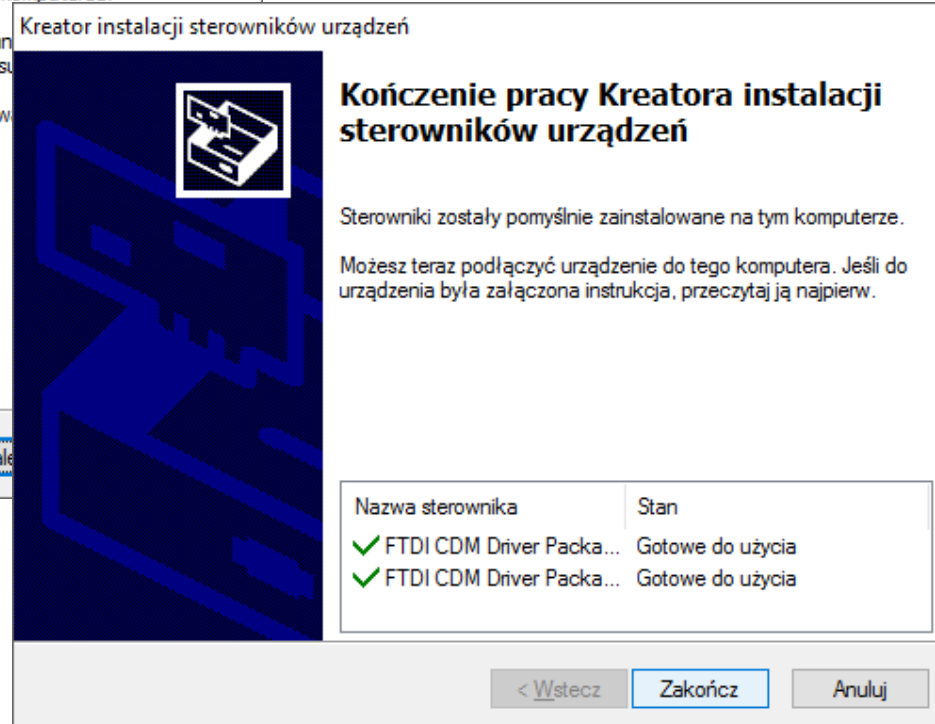 Kreator instalacji sterowników urządzeń
Kończenie pracy Kreatora instalacji
sterowników urządzeń
Sterowniki zostały pomyślnie zainstalowane na tym komputerze.
Możesz teraz podłączyć urządzenie do tego komputera. Jeśli do
urządzenia była załączona instrukcja, przeczytaj ją najpierw.
Nazwa sterownika Stan
FTDI CDM Driver Packa... Gotowe do użycia
FTDI CDM Driver Packa... Gotowe do użycia
< Wstecz Zakończ Anuluj